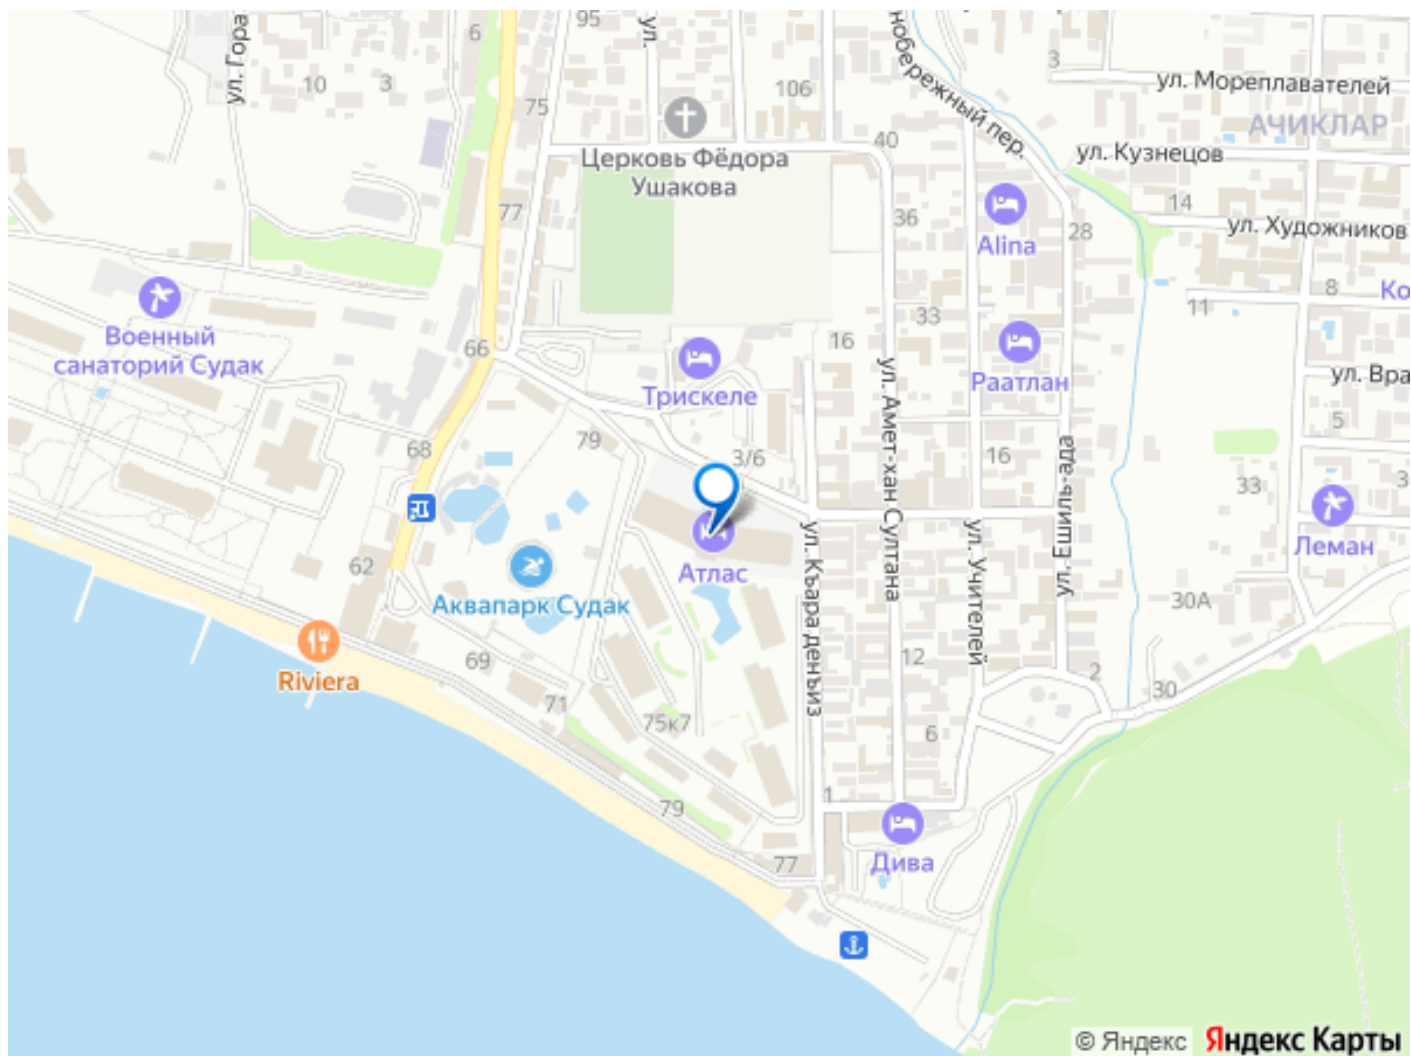 95
6
ул.
ул. Гора
10
3
75
106
нобережный пер.
3
ул. Мореплавателей
АЧИКЛАР
40
ул. Кузнецов
Церковь Фёдора
Ушакова
77
36
Alina
28
14
ул. Художников
8
Ко
11
33
16
66
Военный
санаторий Судак
Трискеле
Раатлан
ул. Амет-хан Султана
ул. Вра
5
79
68
3/6
16
ул. Ешиль-ада
33
Леман
Атлас
ул. Къара денъиз
ул. Учителей
62
Аквапарк Судак
30А
Riviera
69
71
75к7
12
2
30
6
79
1
77
Дива
© Яндекс Яндекс Карты